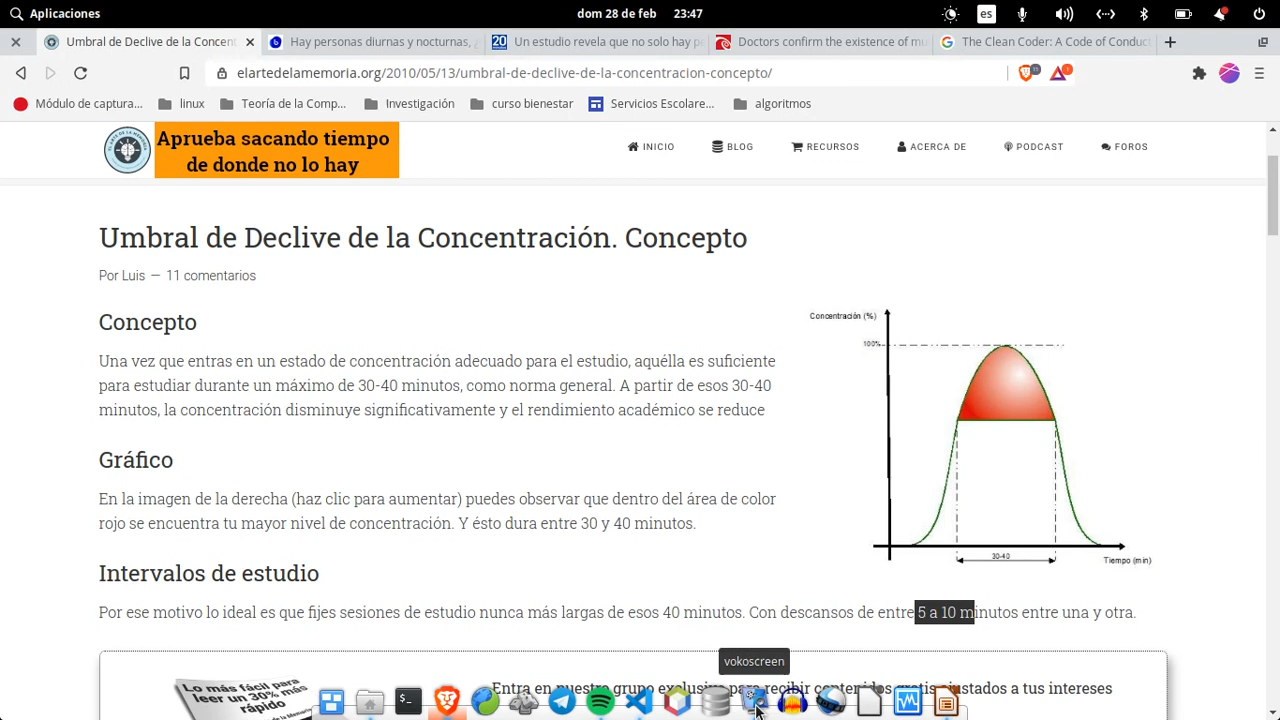 Aplicaciones
dom 28 de feb 23:47
es
Umbral de Declive de la Concent
Hay personas diurnas y nocturnas, ¿
20 Un estudio revela que no solo hay pe
Doctors confirm the existence of mu
The Clean Coder: A Code of Conduct
elartedelamemoria.org/2010/05/13/umbral-de-declive-de-la-concentracion-concepto/
Módulo de captura...
linux
Teoría de la Comp...
Investigación
curso bienestar
Servicios Escolare...
algoritmos
Aprueba sacando tiempo
de donde no lo hay
INICIO
BLOG
RECURSOS
ACERCA DE
PODCAST
FOROS
Umbral de Declive de la Concentración. Concepto
Por Luis — 11 comentarios
Concepto
Una vez que entras en un estado de concentración adecuado para el estudio, aquélla es suficiente
para estudiar durante un máximo de 30-40 minutos, como norma general. A partir de esos 30-40
minutos, la concentración disminuye significativamente y el rendimiento académico se reduce
Concentración (%)
100%
30-40
Tiempo (min)
Gráfico
En la imagen de la derecha (haz clic para aumentar) puedes observar que dentro del área de color
rojo se encuentra tu mayor nivel de concentración. Y ésto dura entre 30 y 40 minutos.
Intervalos de estudio
Por ese motivo lo ideal es que fijes sesiones de estudio nunca más largas de esos 40 minutos. Con descansos de entre 5 a 10 minutos entre una y otra.
vokoscreen
Lo más fácil para
leer un 30% más
rápido
Entra en nuestro grupo exclusivo para recibir contenidos gratis ajustados a tus intereses